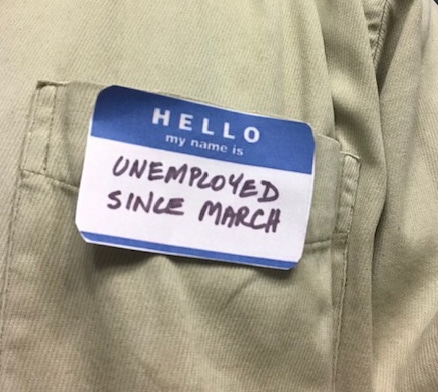 HELLO
my name is
UNEMPLOYED
SINCE MARCH